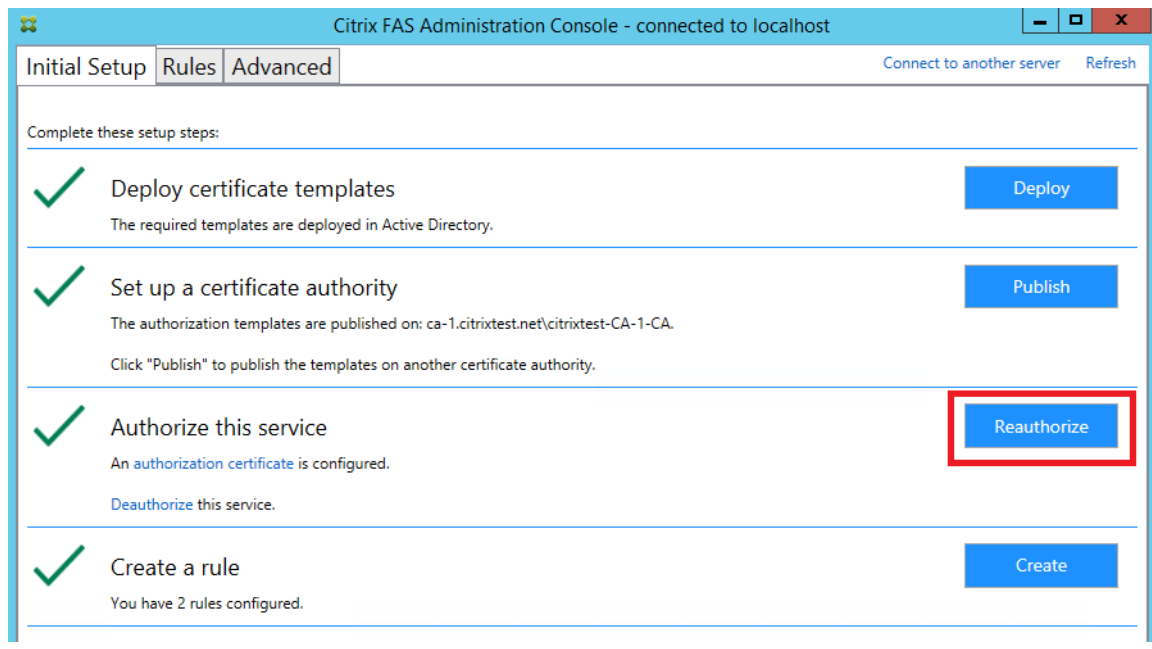 Citrix FAS Administration Console - connected to localhost
Initial Setup Rules Advanced Connect to another server Refresh
Complete these setup steps:
Deploy certificate templates Deploy
The required templates are deployed in Active Directory.
Set up a certificate authority Publish
The authorization templates are published on: ca-1.citrixtest.net\citrixtest-CA-1-CA.
Click "Publish" to publish the templates on another certificate authority.
Authorize this service Reauthorize
An authorization certificate is configured.
Deauthorize this service.
Create a rule Create
You have 2 rules configured.